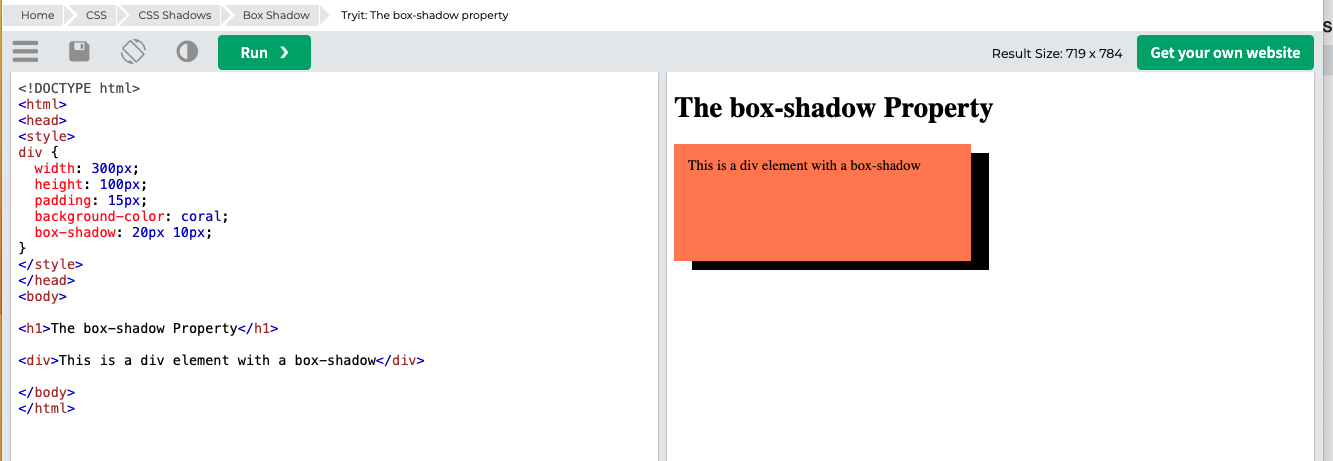 Home
CSS
CSS Shadows
Box Shadow
Tryit: The box-shadow property
Run ❯
Result Size: 719 x 784
Get your own website
<!DOCTYPE html>
<html>
<head>
<style>
div {
  width: 300px;
  height: 100px;
  padding: 15px;
  background-color: coral;
  box-shadow: 20px 10px;
}
</style>
</head>
<body>

<h1>The box-shadow Property</h1>

<div>This is a div element with a box-shadow</div>

</body>
</html>
The box-shadow Property
This is a div element with a box-shadow